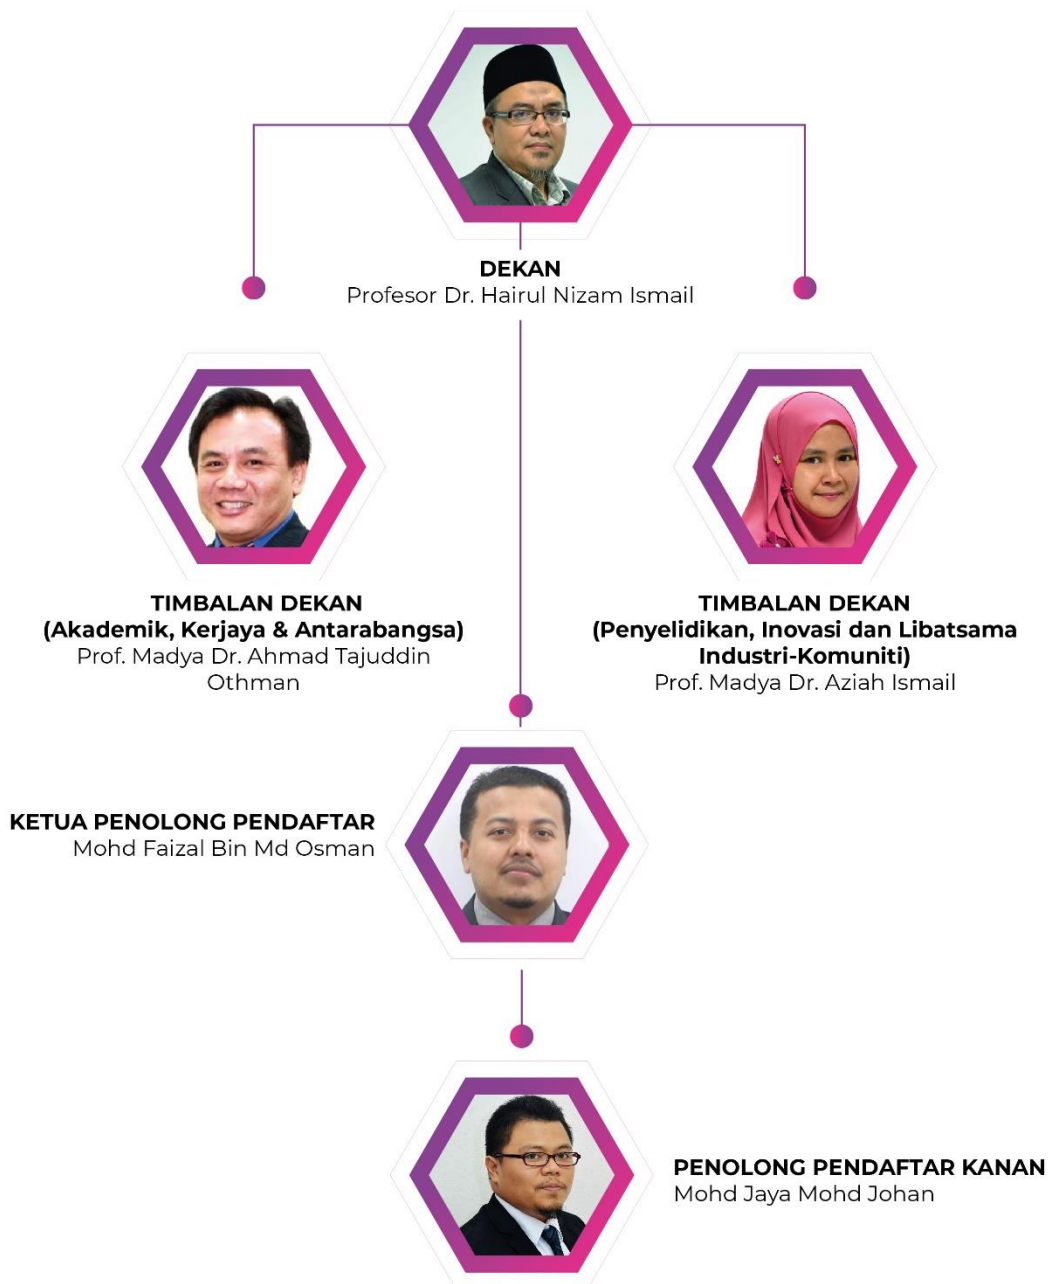 DEKAN
Profesor Dr. Hairul Nizam Ismail
TIMBALAN DEKAN
(Akademik, Kerjaya & Antarabangsa)
Prof. Madya Dr. Ahmad Tajuddin
Othman
TIMBALAN DEKAN
(Penyelidikan, Inovasi dan Libatsama
Industri-Komuniti)
Prof. Madya Dr. Aziah Ismail
KETUA PENOLONG PENDAFTAR
Mohd Faizal Bin Md Osman
PENOLONG PENDAFTAR KANAN
Mohd Jaya Mohd Johan